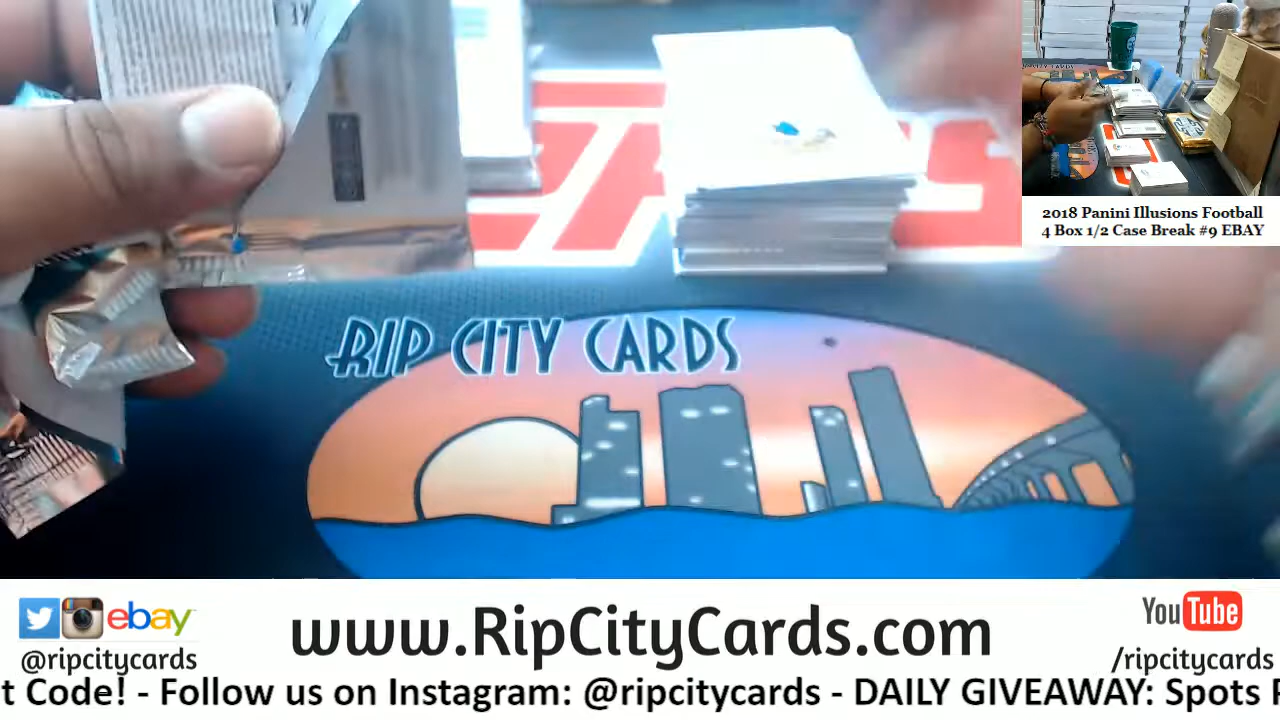 RIP CITY CARDS
2018 Panini Illusions Football
4 Box 1/2 Case Break #9 EBAY
ebay
@ripcitycards
www.RipCityCards.com
YouTube
/ripcitycards
t Code! - Follow us on Instagram: @ripcitycards - DAILY GIVEAWAY: Spots